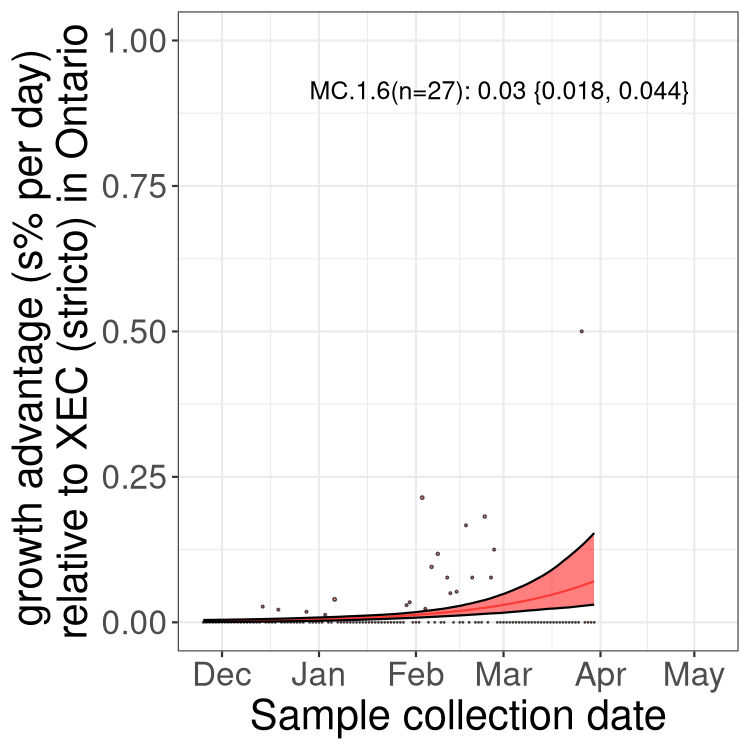 growth advantage (s% per day)
relative to XEC (stricto) in Ontario
1.00
0.75
0.50
0.25
0.00
MC.1.6(n=27): 0.03 {0.018, 0.044}
Dec Jan Feb Mar Apr May
Sample collection date